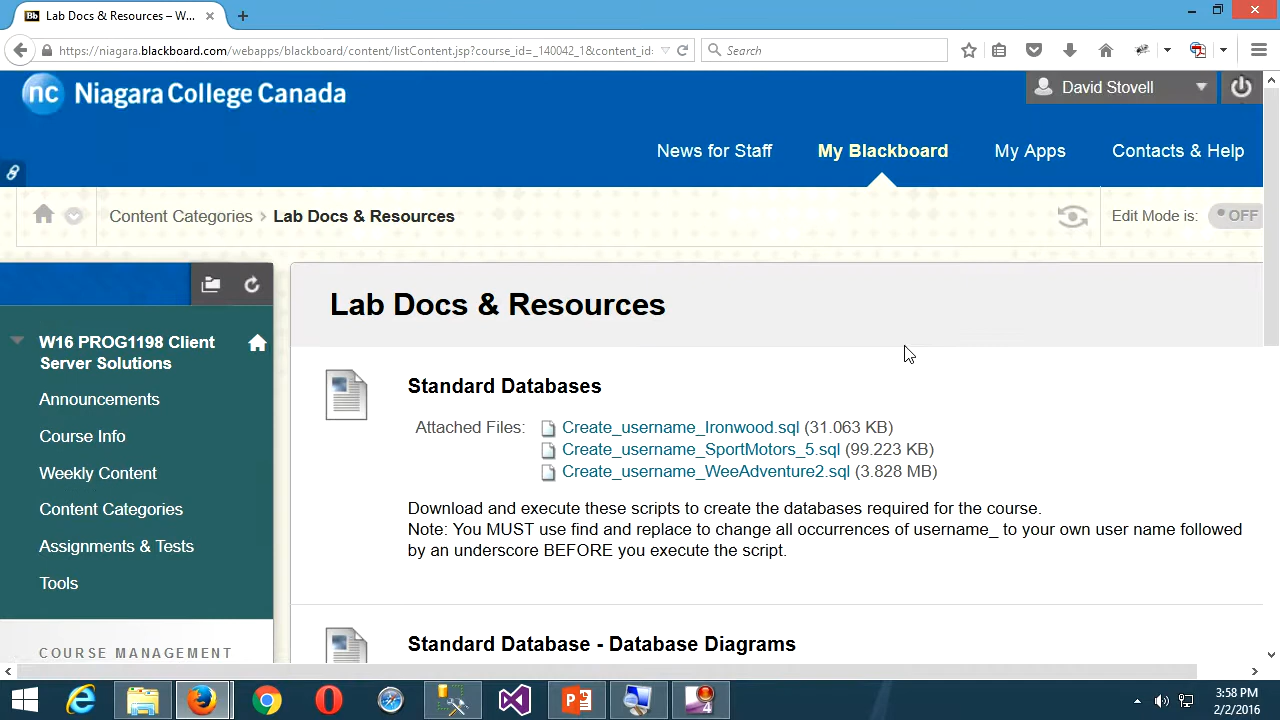 Lab Docs & Resources – W...
https://niagara.blackboard.com/webapps/blackboard/content/listContent.jsp?course_id=_140042_1&content_id:
Search
nc Niagara College Canada
David Stovell
News for Staff
My Blackboard
My Apps
Contacts & Help
Content Categories > Lab Docs & Resources
Edit Mode is: OFF
W16 PROG1198 Client
Server Solutions
Announcements
Course Info
Weekly Content
Content Categories
Assignments & Tests
Tools
COURSE MANAGEMENT
Lab Docs & Resources
Standard Databases
Attached Files: Create_username_Ironwood.sql (31.063 KB)
Create_username_SportMotors_5.sql (99.223 KB)
Create_username_WeeAdventure2.sql (3.828 MB)
Download and execute these scripts to create the databases required for the course.
Note: You MUST use find and replace to change all occurrences of username_ to your own user name followed
by an underscore BEFORE you execute the script.
Standard Database - Database Diagrams
3:58 PM
2/2/2016